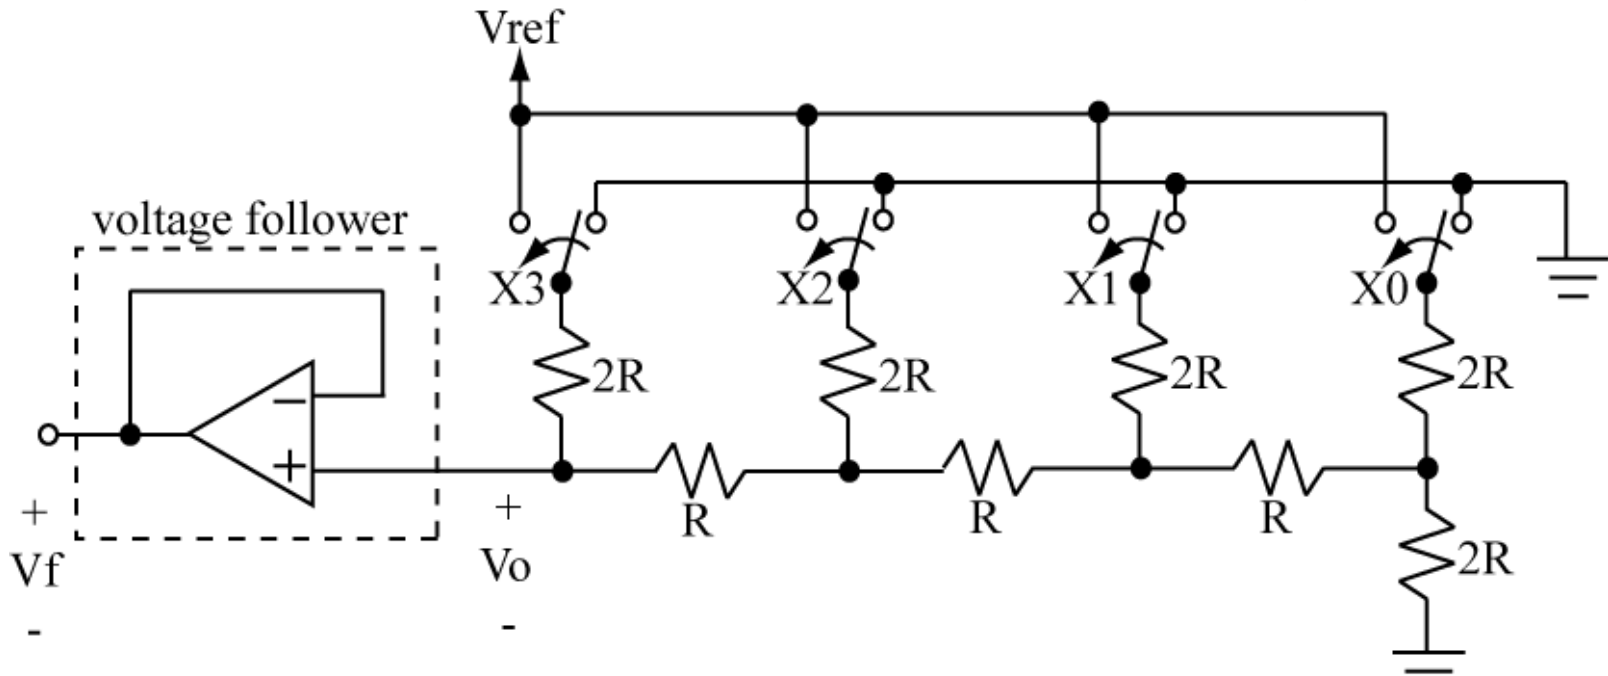 Vref
voltage follower
X3 X2 X1 X0
2R 2R 2R 2R
− +
R R R
+ +
Vf Vo 2R
- -